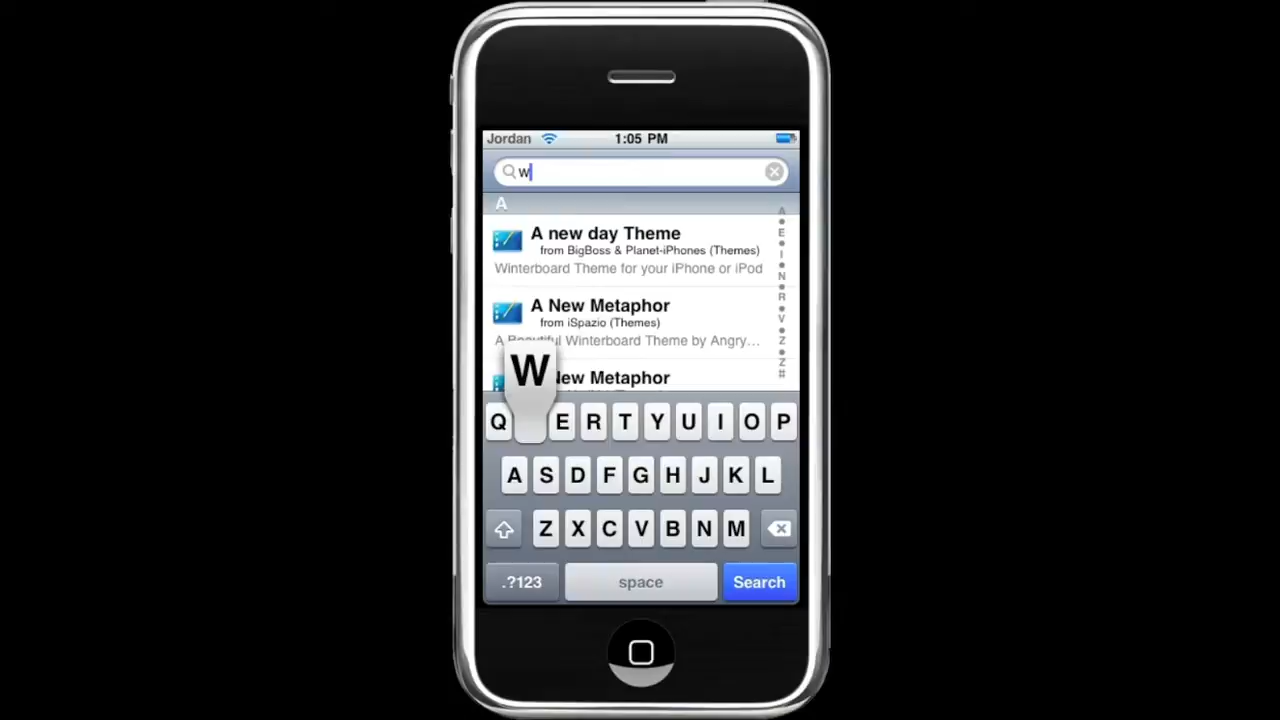 Jordan 1:05 PM
w
A
A new day Theme
from BigBoss & Planet-iPhones (Themes)
Winterboard Theme for your iPhone or iPod
A New Metaphor
from iSpazio (Themes)
A Beautiful Winterboard Theme by Angry…
New Metaphor
A
E
I
N
R
V
Z
Z
#
W
Q E R T Y U I O P
A S D F G H J K L
Z X C V B N M
.?123 space Search